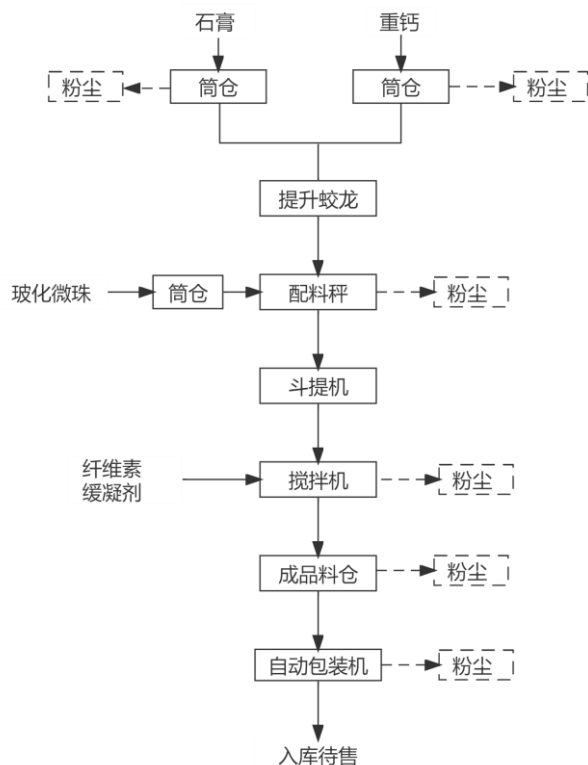 石膏
重钙
粉尘
筒仓
筒仓
粉尘
提升蛟龙
玻化微珠
筒仓
配料秤
粉尘
斗提机
纤维素
缓凝剂
搅拌机
粉尘
成品料仓
粉尘
自动包装机
粉尘
入库待售